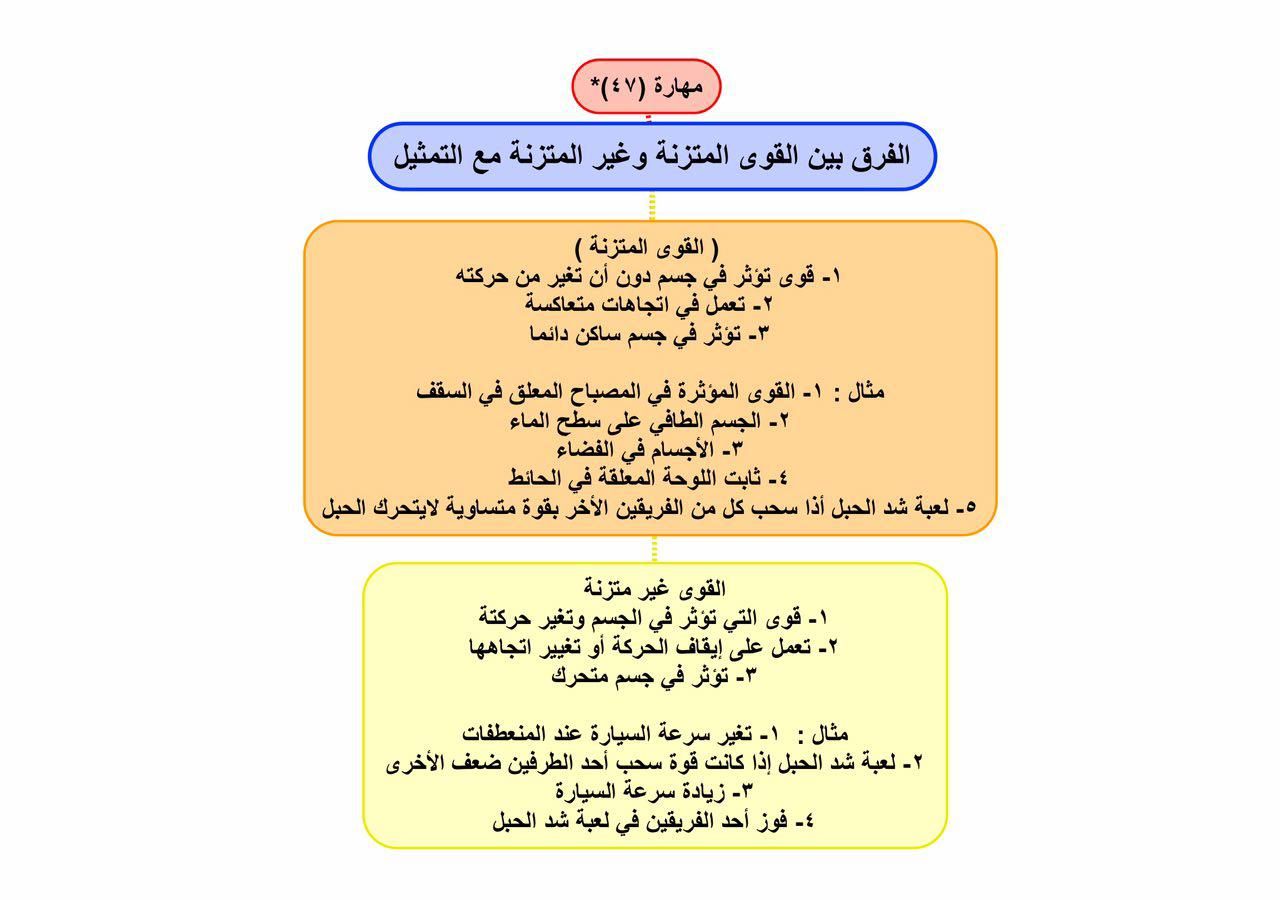 مهارة (٤٧)*
الفرق بين القوى المتزنة وغير المتزنة مع التمثيل
( القوى المتزنة )
١- قوى تؤثر في جسم دون أن تغير من حركته
٢- تعمل في اتجاهات متعاكسة
٣- تؤثر في جسم ساكن دائما
مثال : ١- القوى المؤثرة في المصباح المعلق في السقف
٢- الجسم الطافي على سطح الماء
٣- الأجسام في الفضاء
٤- ثابت اللوحة المعلقة في الحائط
٥- لعبة شد الحبل أذا سحب كل من الفريقين الأخر بقوة متساوية لايتحرك الحبل
القوى غير متزنة
١- قوى التي تؤثر في الجسم وتغير حركتة
٢- تعمل على إيقاف الحركة أو تغيير اتجاهها
٣- تؤثر في جسم متحرك
مثال : ١- تغير سرعة السيارة عند المنعطفات
٢- لعبة شد الحبل إذا كانت قوة سحب أحد الطرفين ضعف الأخرى
٣- زيادة سرعة السيارة
٤- فوز أحد الفريقين في لعبة شد الحبل